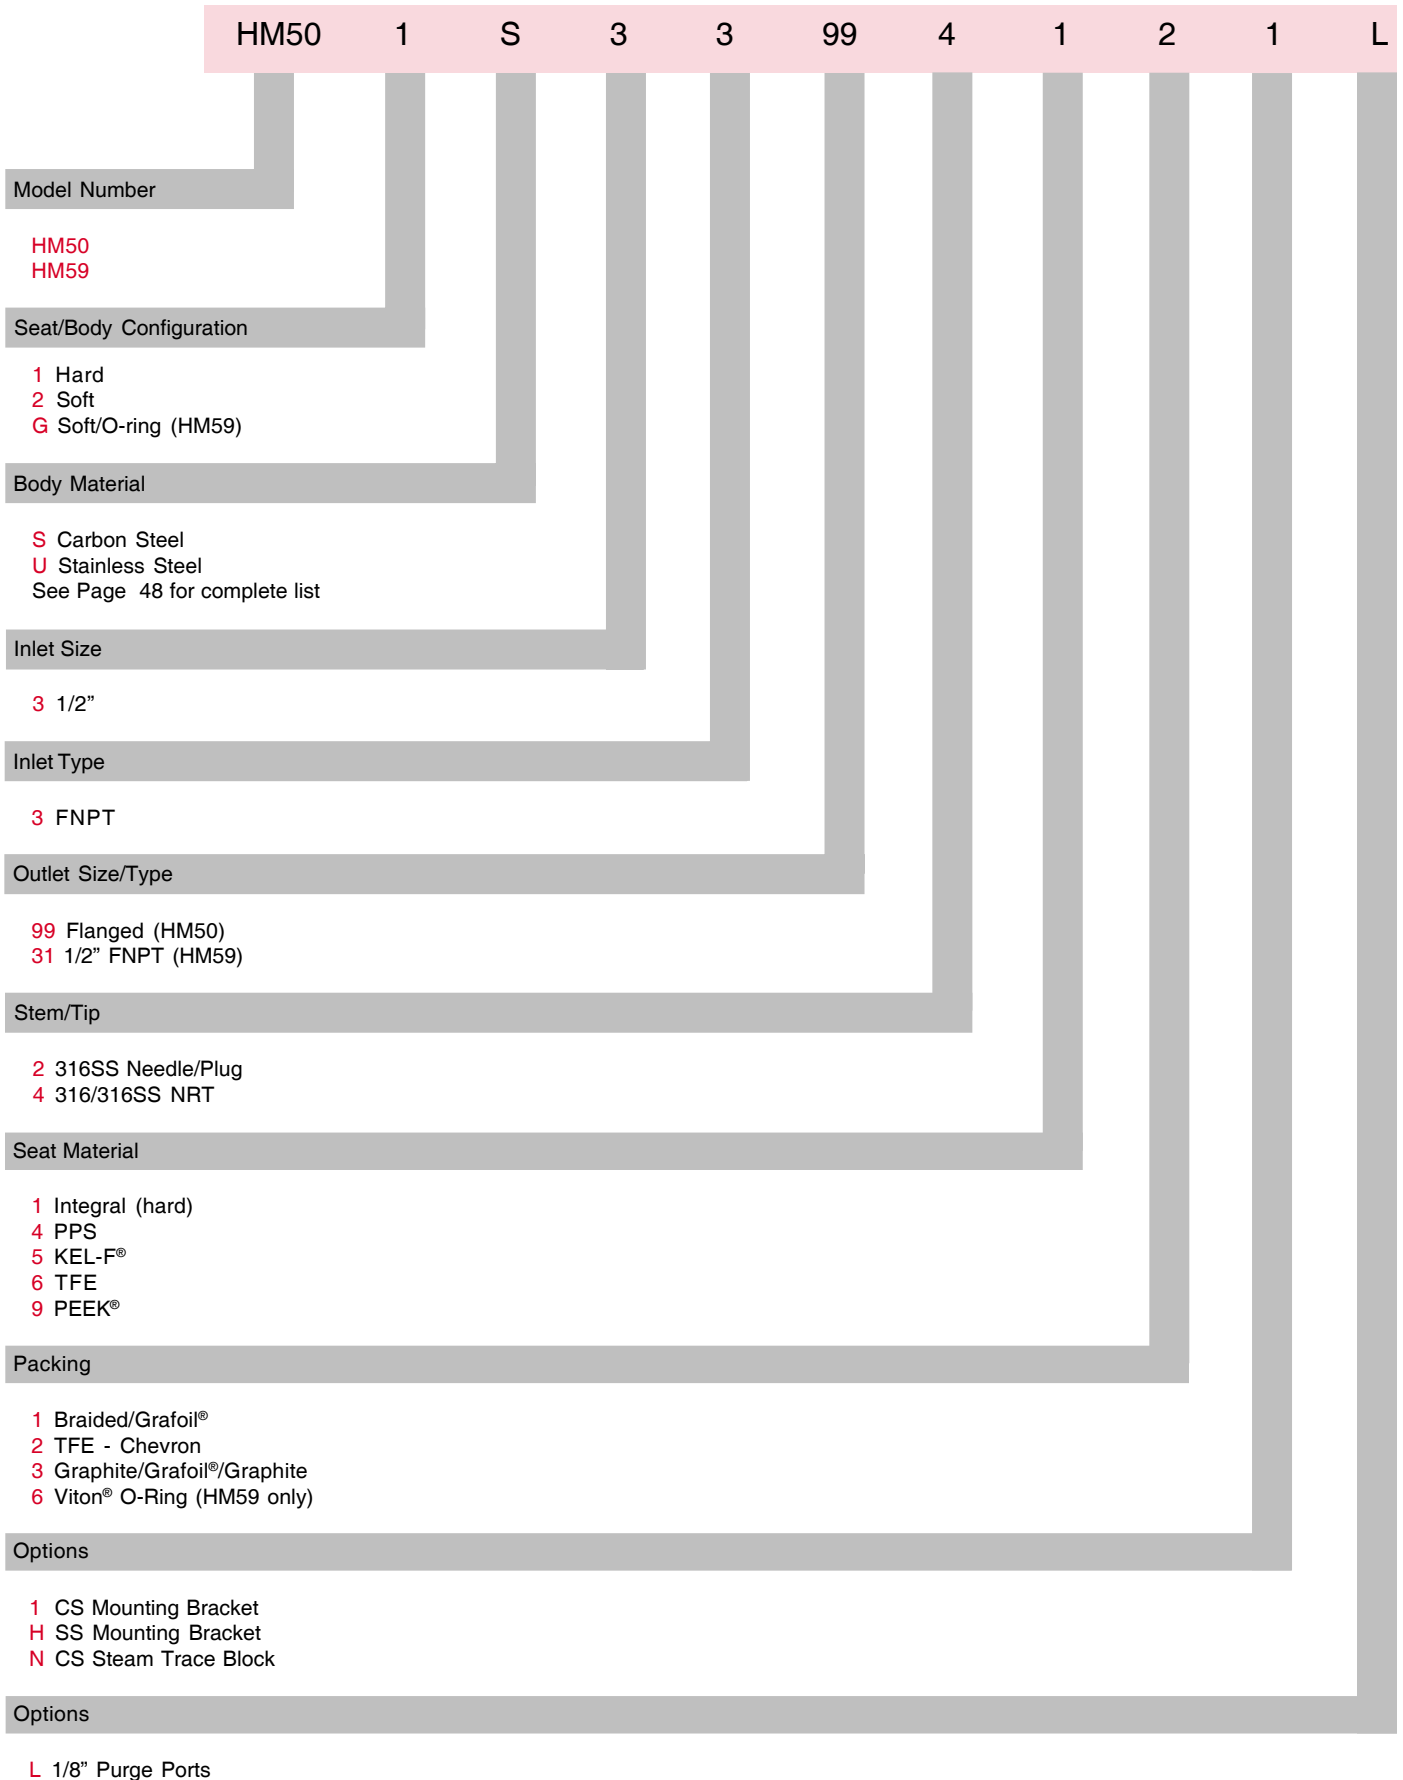 HM50 1 S 3 3 99 4 1 2 1 L
Model Number
HM50
HM59
Seat/Body Configuration
1 Hard
2 Soft
G Soft/O-ring (HM59)
Body Material
S Carbon Steel
U Stainless Steel
See Page 48 for complete list
Inlet Size
3 1/2”
Inlet Type
3 FNPT
Outlet Size/Type
99 Flanged (HM50)
31 1/2” FNPT (HM59)
Stem/Tip
2 316SS Needle/Plug
4 316/316SS NRT
Seat Material
1 Integral (hard)
4 PPS
5 KEL-F®
6 TFE
9 PEEK®
Packing
1 Braided/Grafoil®
2 TFE - Chevron
3 Graphite/Grafoil®/Graphite
6 Viton® O-Ring (HM59 only)
Options
1 CS Mounting Bracket
H SS Mounting Bracket
N CS Steam Trace Block
Options
L 1/8” Purge Ports